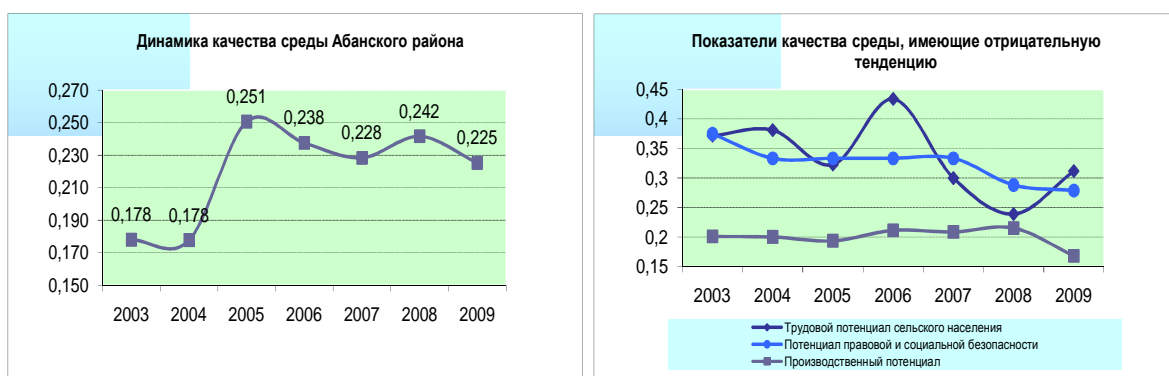 Динамика качества среды Абанского района
0,270
0,250
0,230
0,210
0,190
0,170
0,150
0,178
0,178
0,251
0,238
0,228
0,242
0,225
2003 2004 2005 2006 2007 2008 2009
Показатели качества среды, имеющие отрицательную
тенденцию
0,45
0,4
0,35
0,3
0,25
0,2
0,15
2003 2004 2005 2006 2007 2008 2009
Трудовой потенциал сельского населения
Потенциал правовой и социальной безопасности
Производственный потенциал